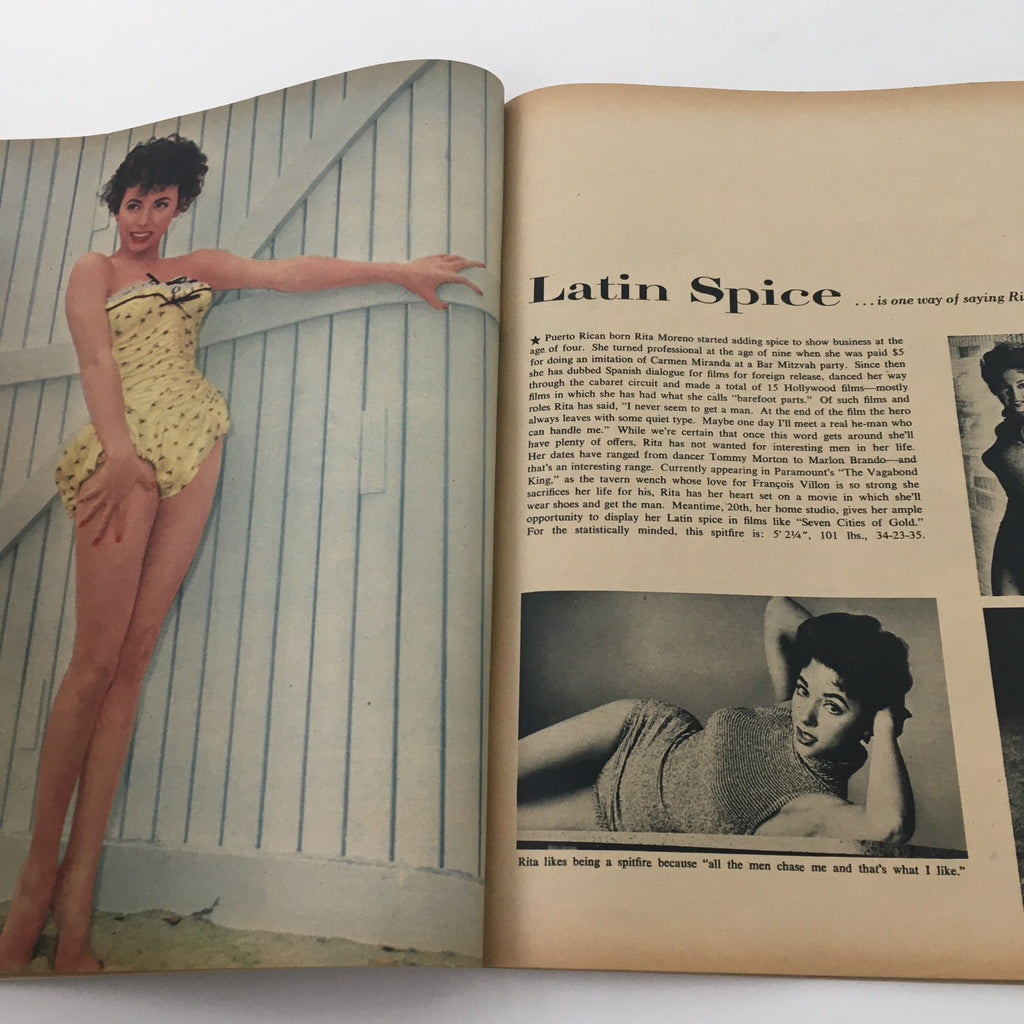 Latin Spice ...is one way of saying
★ Puerto Rican born Rita Moreno started adding spice to show business at the
age of four. She turned professional at the age of nine when she was paid $5
for doing an imitation of Carmen Miranda at a Bar Mitzvah party. Since then
she has dubbed Spanish dialogue for films for foreign release, danced her way
through the cabaret circuit and made a total of 15 Hollywood films—mostly
films in which she has had what she calls "barefoot parts." Of such films and
roles Rita has said, "I never seem to get a man. At the end of the film the hero
always leaves with some quiet type. Maybe one day I'll meet a real he-man who
can handle me." While we're certain that once this word gets around she'll
have plenty of offers, Rita has not wanted for interesting men in her life.
Her dates have ranged from dancer Tommy Morton to Marlon Brando—and
that's an interesting range. Currently appearing in Paramount's "The Vagabond
King," as the tavern wench whose love for François Villon is so strong she
sacrifices her life for his, Rita has her heart set on a movie in which she'll
wear shoes and get the man. Meantime, 20th, her home studio, gives her ample
opportunity to display her Latin spice in films like "Seven Cities of Gold."
For the statistically minded, this spitfire is: 5' 2¼", 101 lbs., 34-23-35.
Rita likes being a spitfire because "all the men chase me and that's what I like."